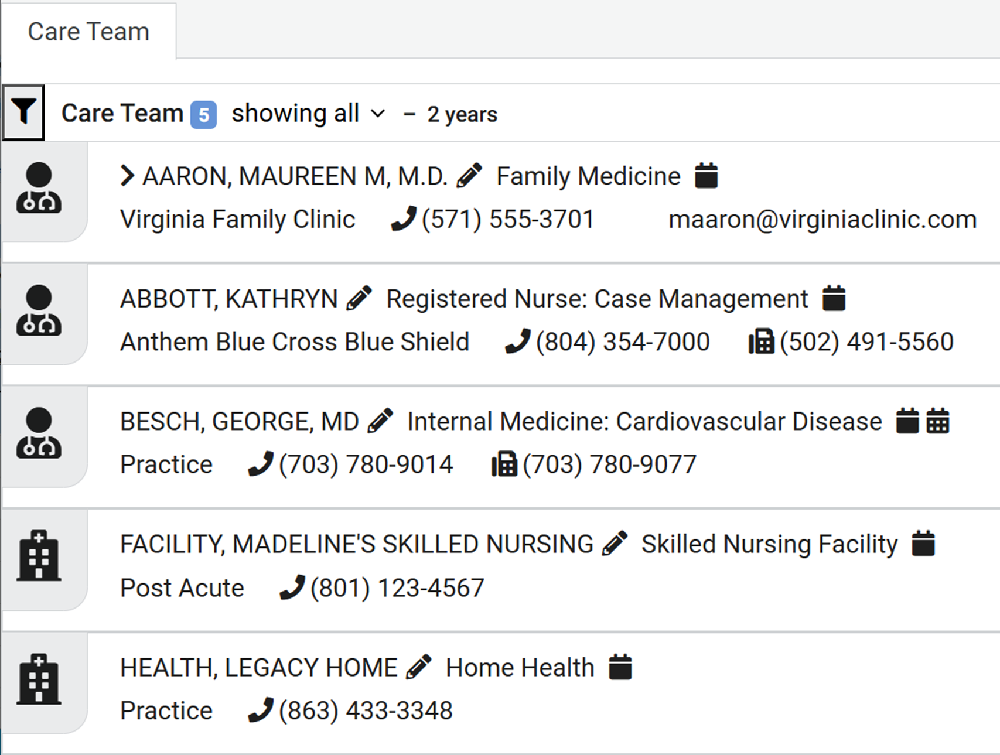 Care Team
Care Team 5 showing all – 2 years
AARON, MAUREEN M, M.D. Family Medicine
Virginia Family Clinic (571) 555-3701 maaron@virginiaclinic.com
ABBOTT, KATHRYN Registered Nurse: Case Management
Anthem Blue Cross Blue Shield (804) 354-7000 (502) 491-5560
BESCH, GEORGE, MD Internal Medicine: Cardiovascular Disease
Practice (703) 780-9014 (703) 780-9077
FACILITY, MADELINE'S SKILLED NURSING Skilled Nursing Facility
Post Acute (801) 123-4567
HEALTH, LEGACY HOME Home Health
Practice (863) 433-3348